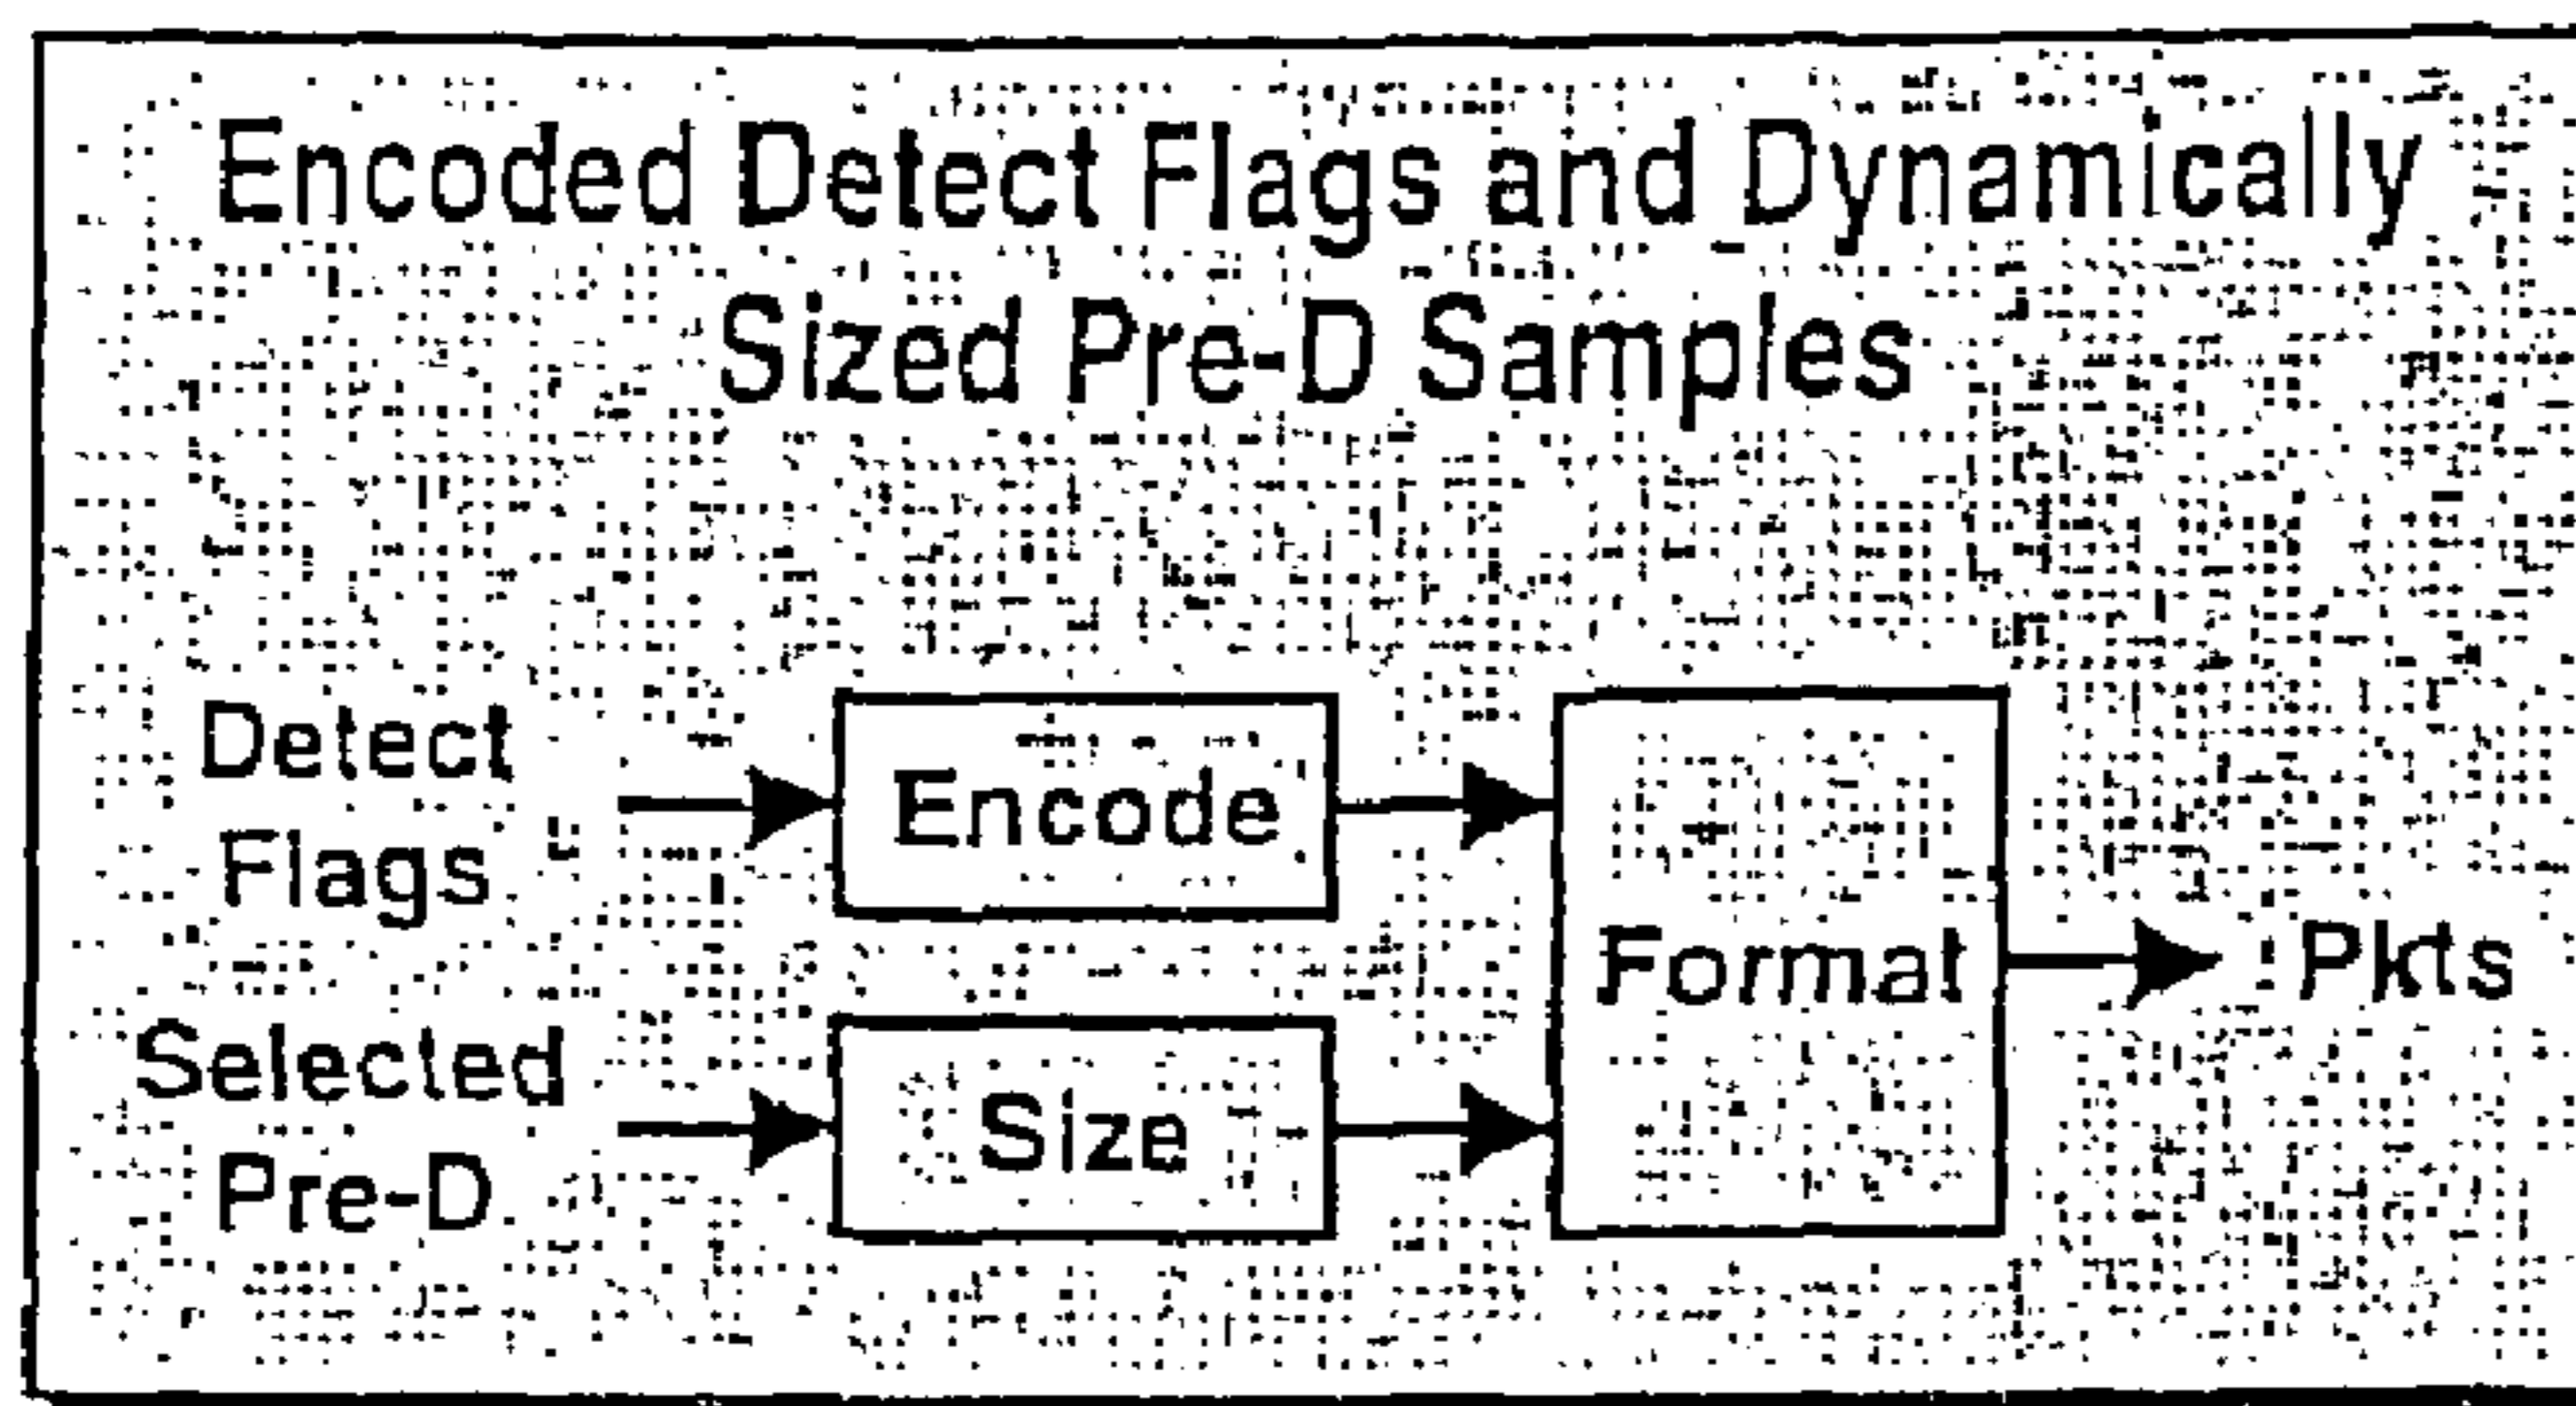 Encoded Detect Flags and Dynamically
Sized Pre-D Samples
Detect
Flags
Encode
Format
Pkts
Selected
Pre-D
Size